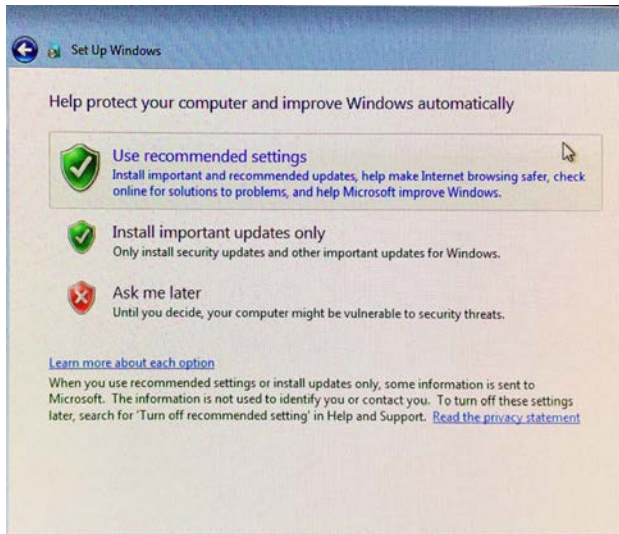 Set Up Windows
Help protect your computer and improve Windows automatically
Use recommended settings
Install important and recommended updates, help make Internet browsing safer, check
online for solutions to problems, and help Microsoft improve Windows.
Install important updates only
Only install security updates and other important updates for Windows.
Ask me later
Until you decide, your computer might be vulnerable to security threats.
Learn more about each option
When you use recommended settings or install updates only, some information is sent to
Microsoft. The information is not used to identify you or contact you. To turn off these settings
later, search for 'Turn off recommended setting' in Help and Support. Read the privacy statement